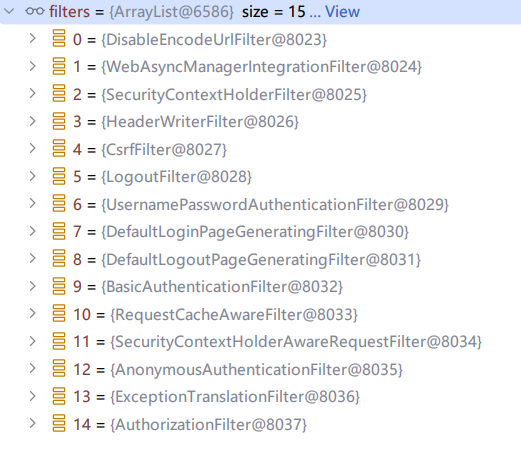 filters = {ArrayList@6586} size = 15 ... View
0 = {DisableEncodeUrlFilter@8023}
1 = {WebAsyncManagerIntegrationFilter@8024}
2 = {SecurityContextHolderFilter@8025}
3 = {HeaderWriterFilter@8026}
4 = {CsrfFilter@8027}
5 = {LogoutFilter@8028}
6 = {UsernamePasswordAuthenticationFilter@8029}
7 = {DefaultLoginPageGeneratingFilter@8030}
8 = {DefaultLogoutPageGeneratingFilter@8031}
9 = {BasicAuthenticationFilter@8032}
10 = {RequestCacheAwareFilter@8033}
11 = {SecurityContextHolderAwareRequestFilter@8034}
12 = {AnonymousAuthenticationFilter@8035}
13 = {ExceptionTranslationFilter@8036}
14 = {AuthorizationFilter@8037}